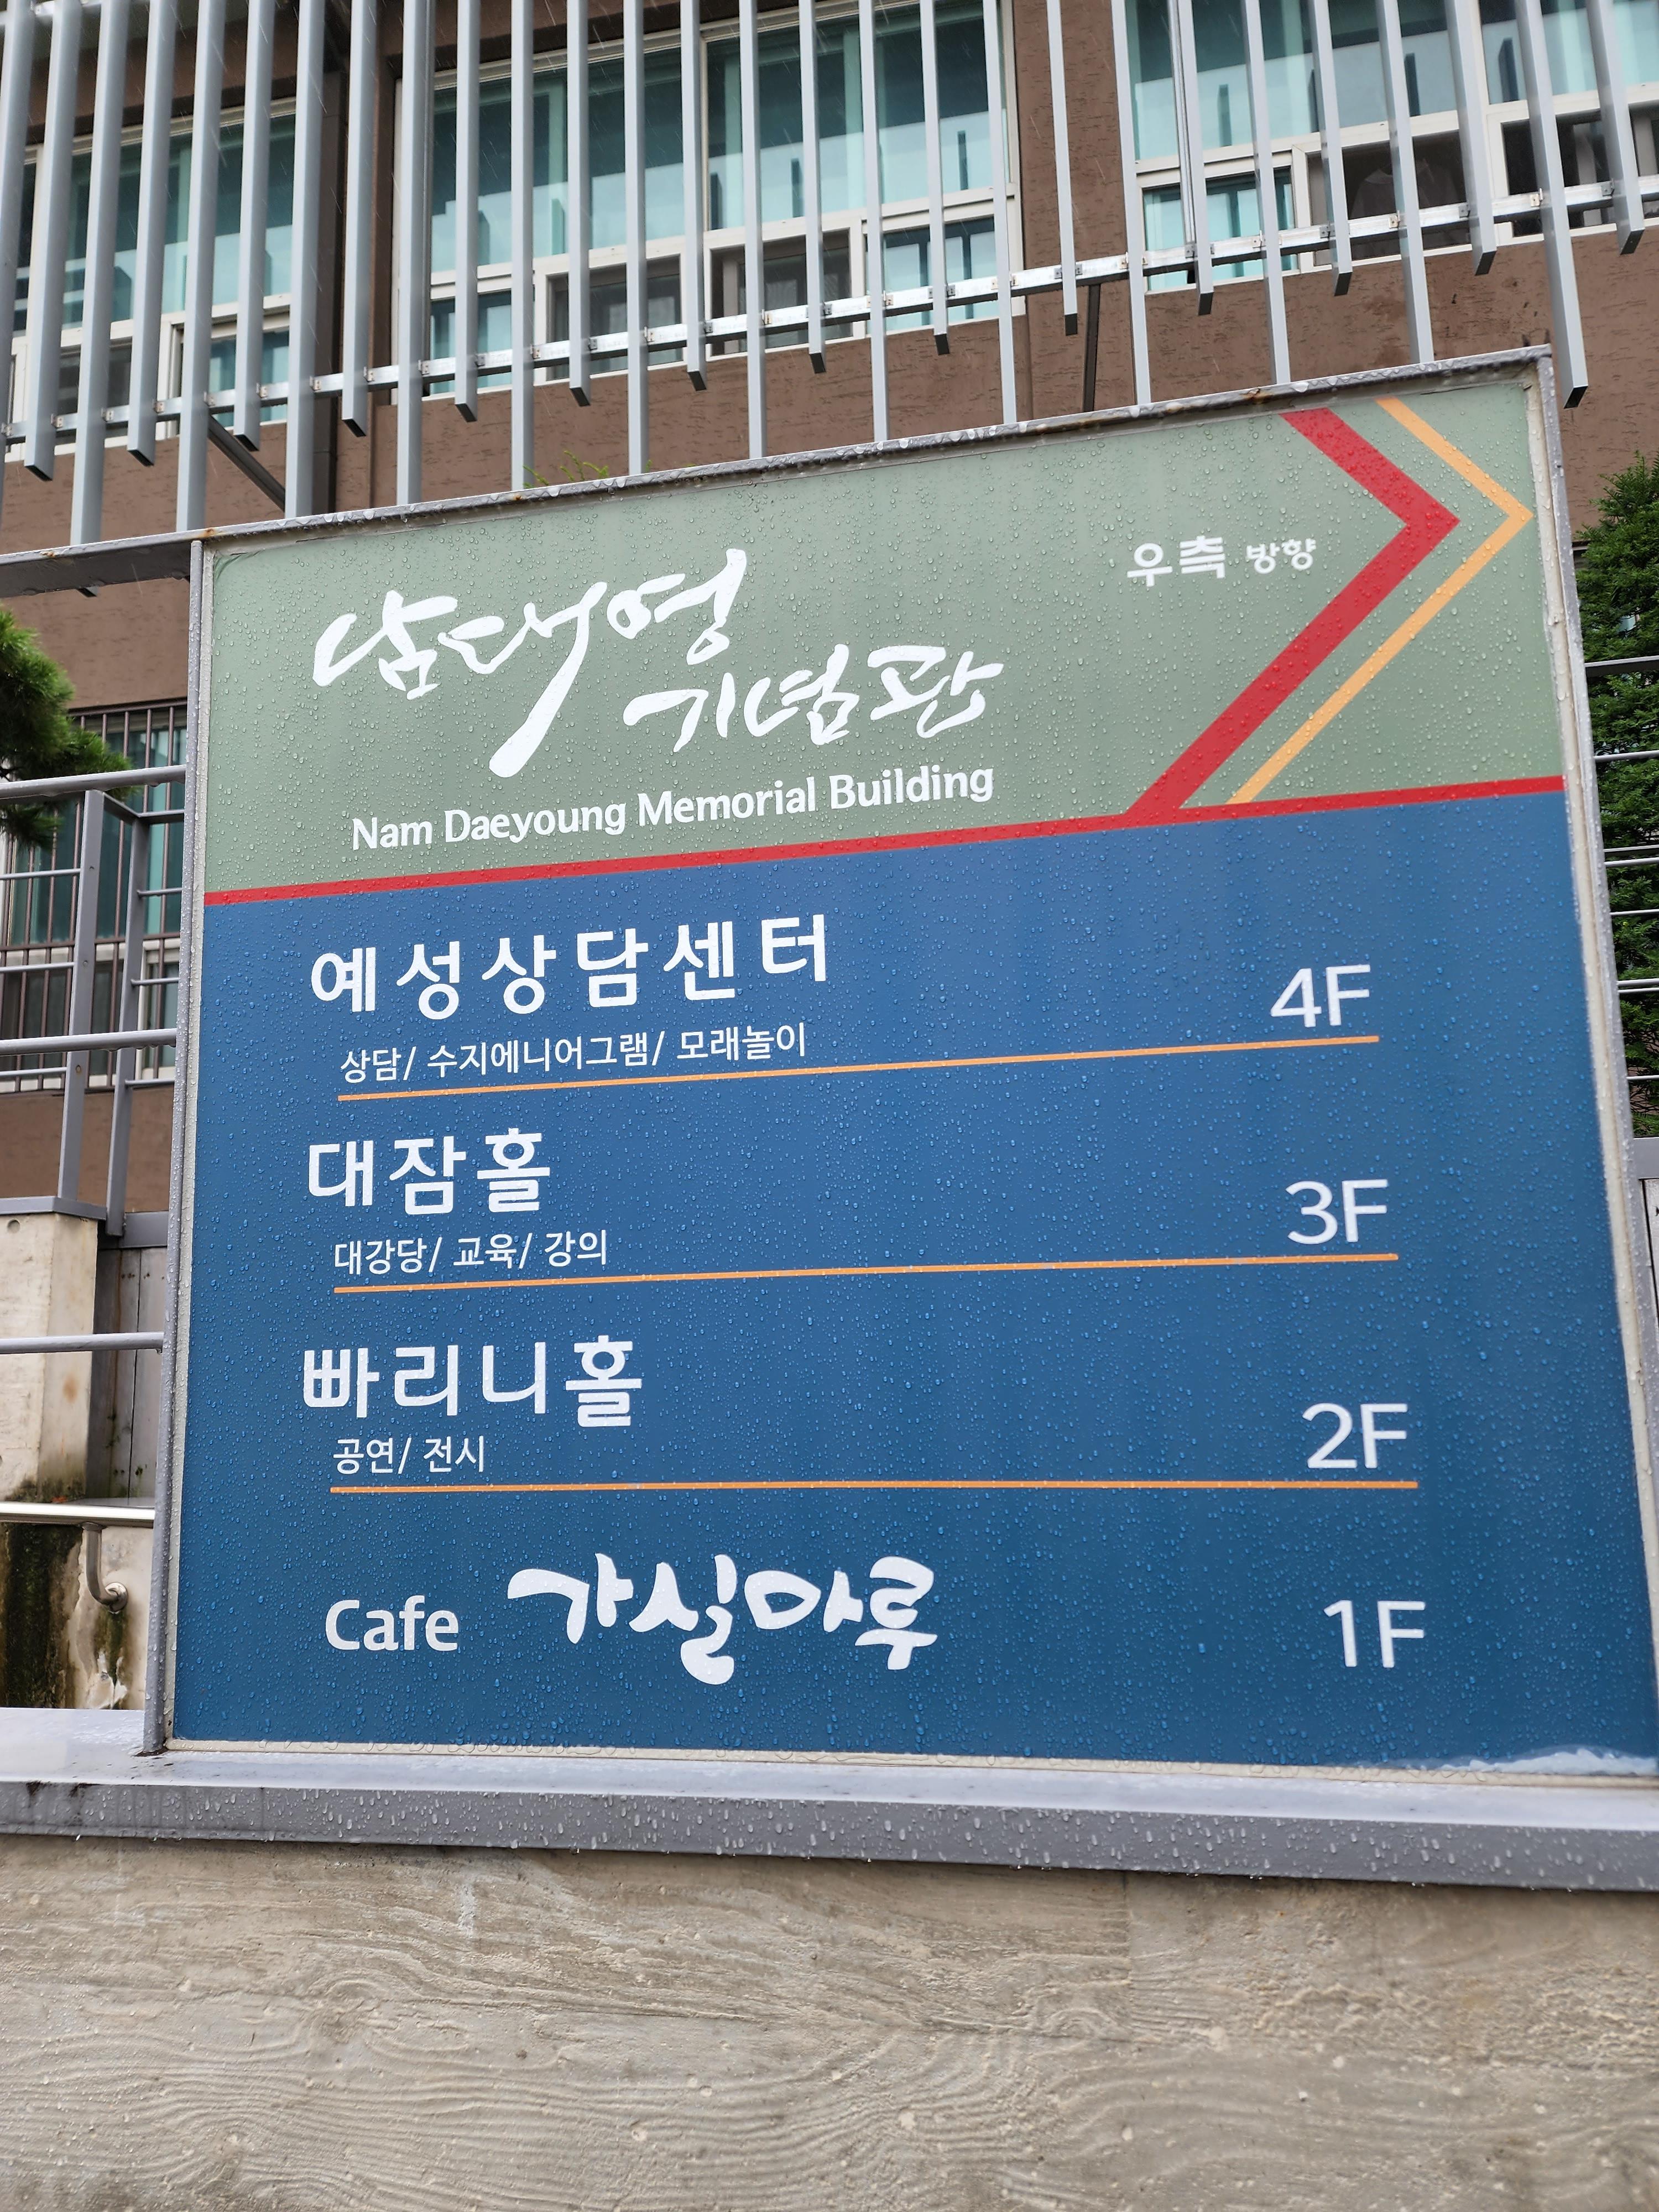 남대영
기념관
우측 방향
Nam Daeyoung Memorial Building
예성상담센터
4F
상담/ 수지에니어그램/ 모래놀이
대잠홀
3F
대강당/ 교육/ 강의
빠리니홀
2F
공연/ 전시
Cafe 가실마루
1F